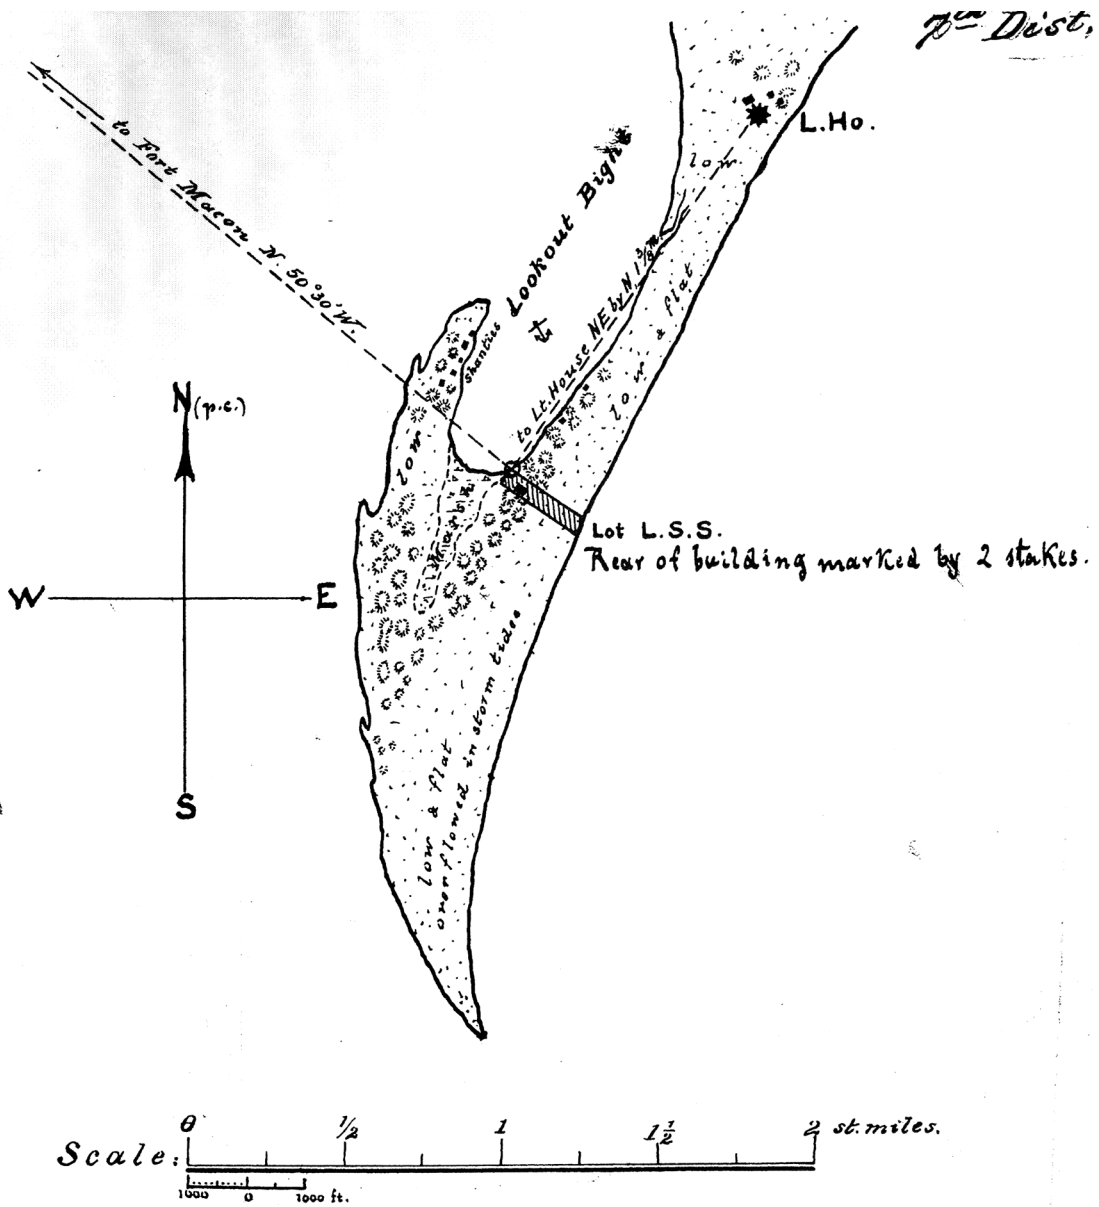 7th Dist.
L.Ho.
low
to Fort Macon N. 50°30'W.
Lookout Bight
to Lt. House NE by N 1 3/8 m.
low & flat
shanties
N (p.c.)
low
Lot L.S.S.
Rear of building marked by 2 stakes.
W
E
low & flat
overflowed in storm tides
S
0 1/2 1 1 1/2 2 st. miles.
Scale:
1000 0 1000 ft.